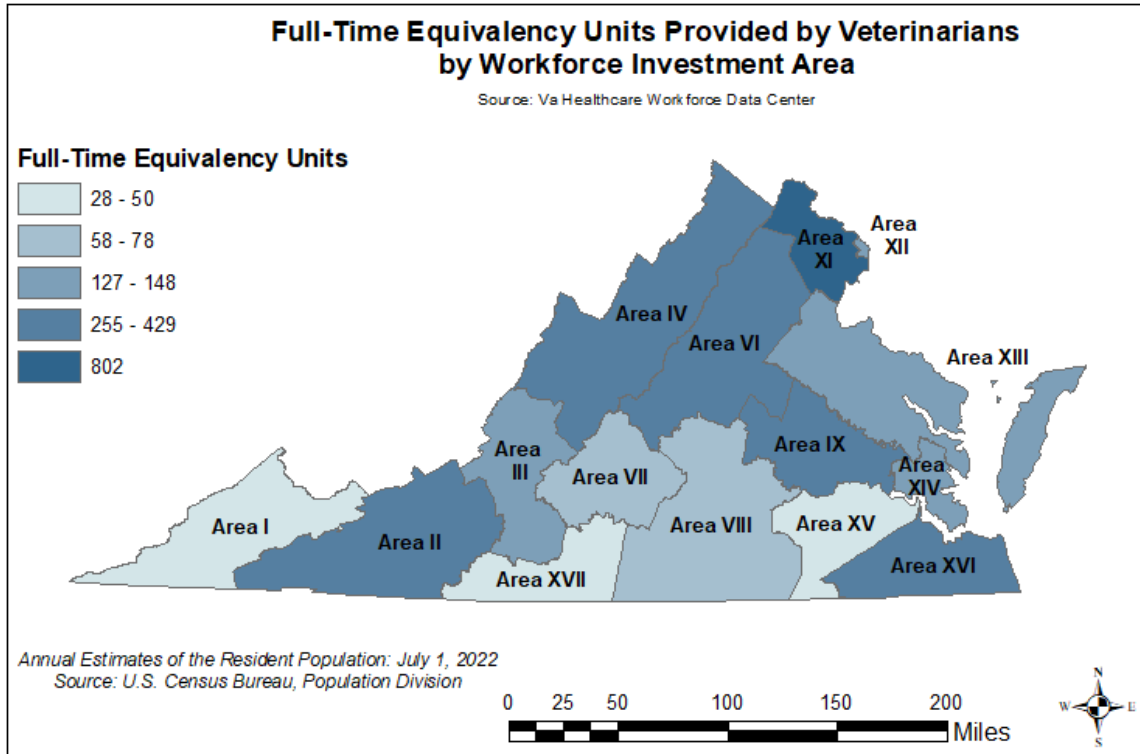 Full-Time Equivalency Units Provided by Veterinarians
by Workforce Investment Area
Source: Va Healthcare Workforce Data Center
Full-Time Equivalency Units
28 - 50
58 - 78
127 - 148
255 - 429
802
Area
XI
Area
XII
Area IV
Area VI
Area XIII
Area
III
Area VII
Area IX
Area
XIV
Area I
Area II
Area VIII
Area XV
Area XVII
Area XVI
Annual Estimates of the Resident Population: July 1, 2022
Source: U.S. Census Bureau, Population Division
0 25 50 100 150 200
Miles
N
W E
S